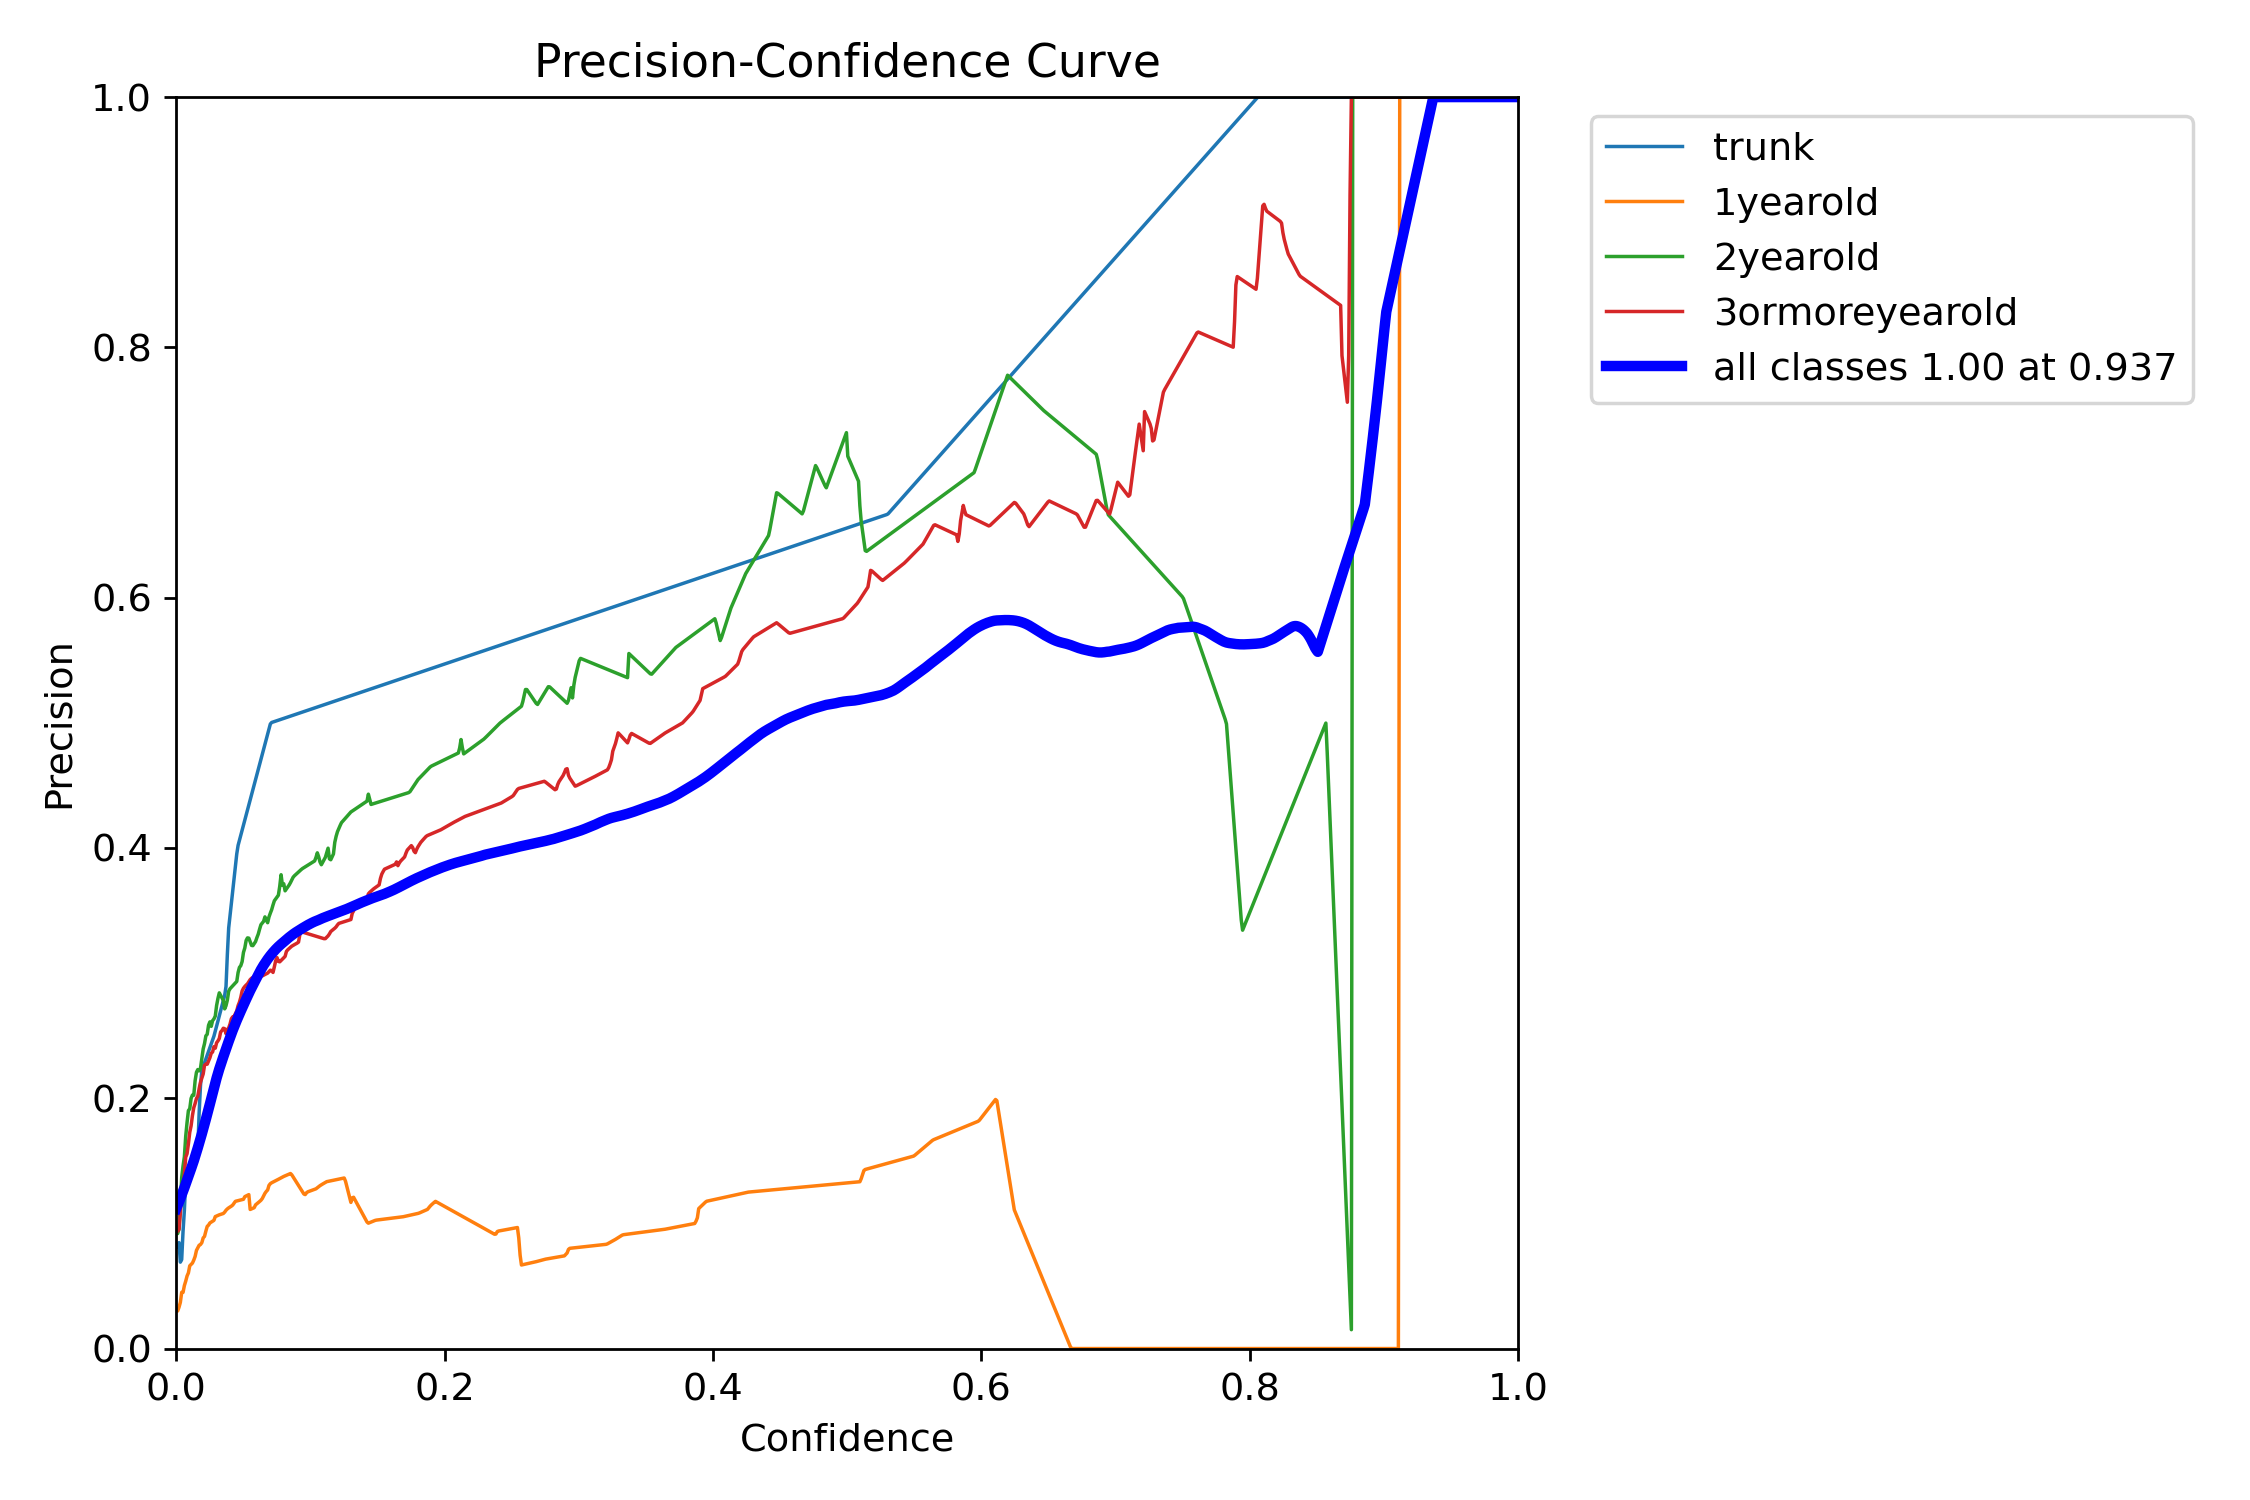 Precision-Confidence Curve
1.0
0.8
0.6
0.4
0.2
0.0
Precision
0.0 0.2 0.4 0.6 0.8 1.0
Confidence
trunk
1yearold
2yearold
3ormoreyearold
all classes 1.00 at 0.937